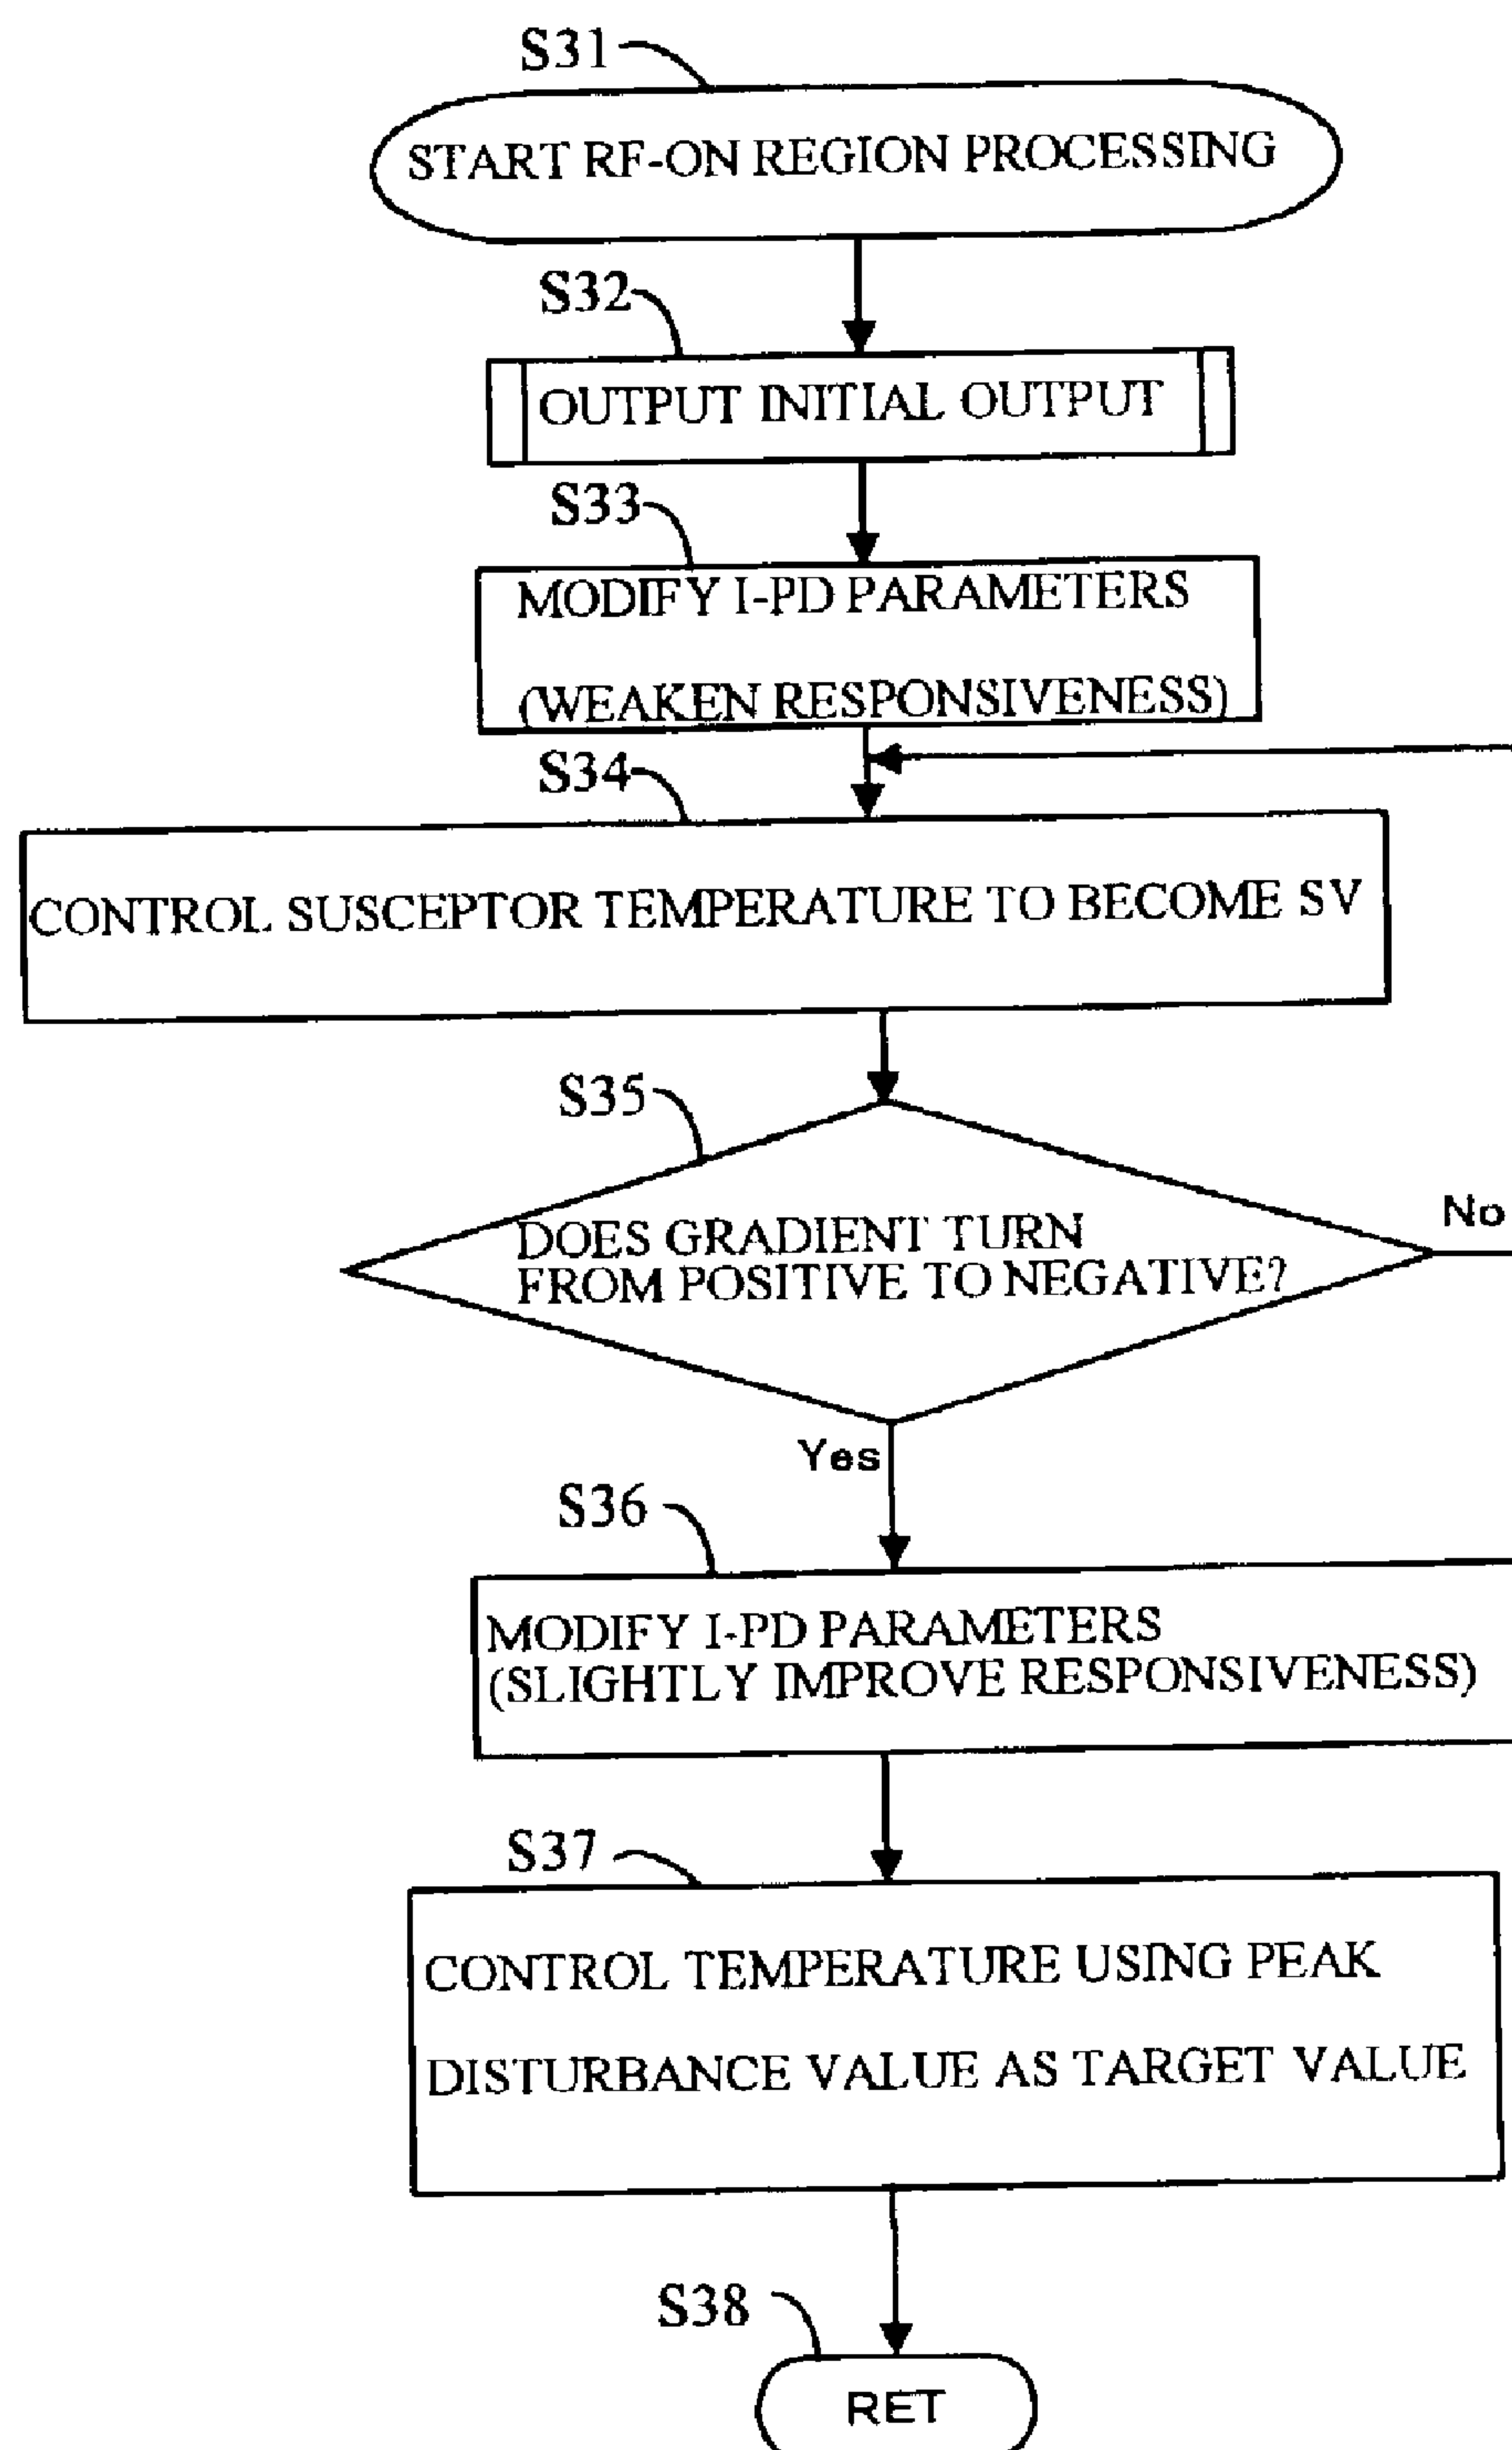 S31
START RF-ON REGION PROCESSING
S32
OUTPUT INITIAL OUTPUT
S33
MODIFY I-PD PARAMETERS
(WEAKEN RESPONSIVENESS)
S34
CONTROL SUSCEPTOR TEMPERATURE TO BECOME SV
S35
DOES GRADIENT TURN
FROM POSITIVE TO NEGATIVE?
No
Yes
S36
MODIFY I-PD PARAMETERS
(SLIGHTLY IMPROVE RESPONSIVENESS)
S37
CONTROL TEMPERATURE USING PEAK
DISTURBANCE VALUE AS TARGET VALUE
S38
RET